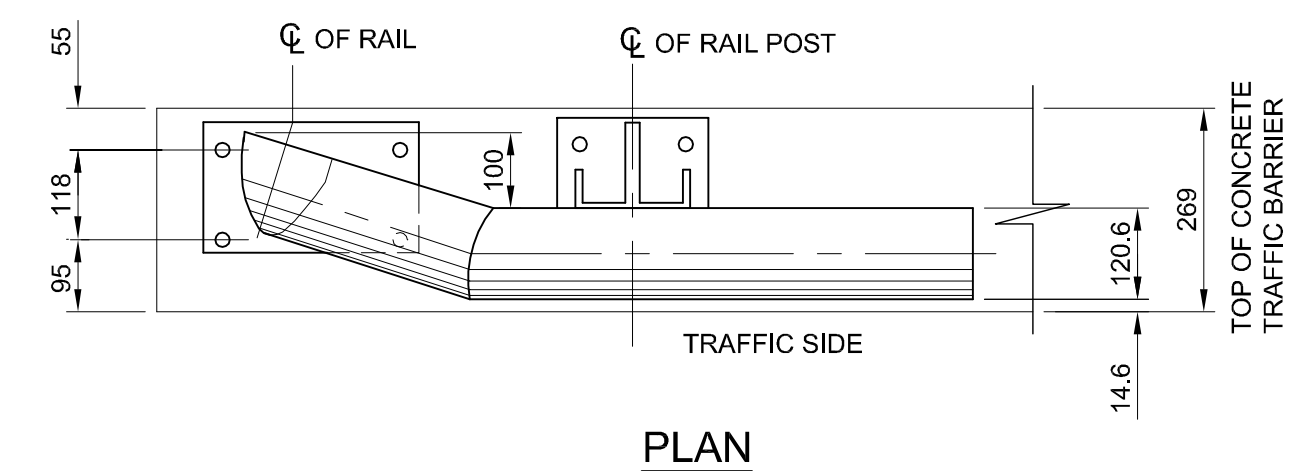 55
℄ OF RAIL
℄ OF RAIL POST
118
95
100
120.6
14.6
269
TOP OF CONCRETE
TRAFFIC BARRIER
TRAFFIC SIDE
PLAN